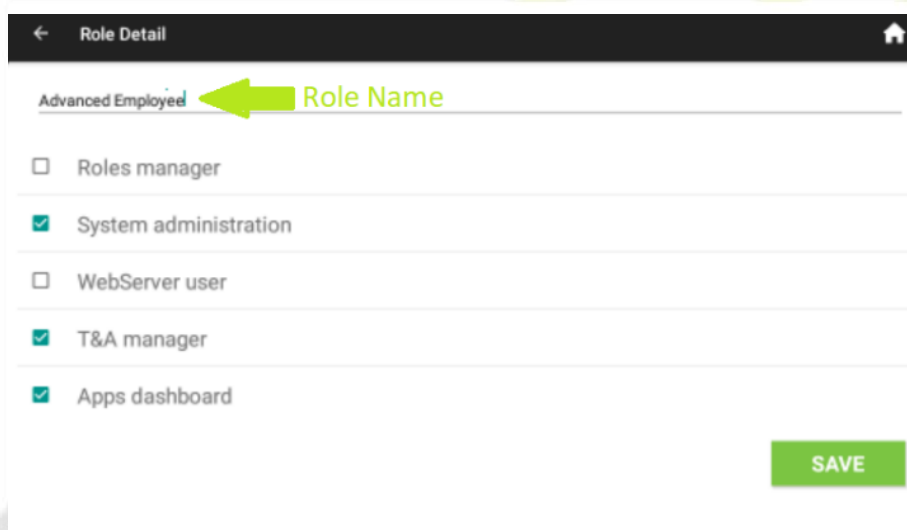 Role Detail
Advanced Employee
Role Name
Roles manager
System administration
WebServer user
T&A manager
Apps dashboard
SAVE